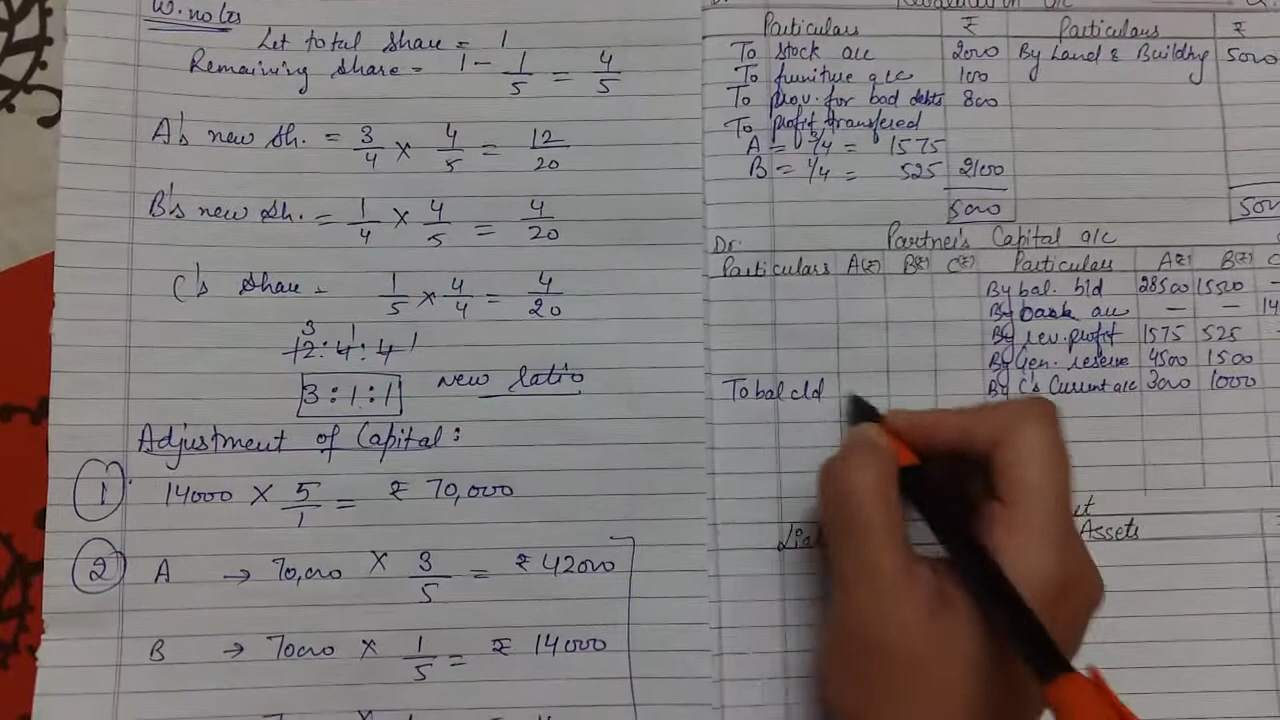 W. notes
Let total share = 1
Remaining share = 1 - 1/5 = 4/5
A's new sh. = 3/4 × 4/5 = 12/20
B's new sh. = 1/4 × 4/5 = 4/20
C's share = 1/5 × 4/4 = 4/20
3 1
12 : 4 : 4 1
3 : 1 : 1 new ratio
Adjustment of Capital :
1 14000 × 5/1 = ₹ 70,000
2 A → 70,000 × 3/5 = ₹ 42000
B → 70000 × 1/5 = ₹ 14000
Particulars ₹ Particulars ₹
To stock a/c 2000 By Land & Building 5000
To furniture a/c 100
To prov. for bad debts 800
To profit transfered
A = 3/4 = 1575
B = 1/4 = 525 2100
5000
Dr. Partner's Capital a/c
Particulars A(₹) B(₹) C(₹) Particulars A(₹) B(₹) C
By bal. b/d 28500 15500 -
By bank a/c - - 14
By rev. profit 1575 525
By Gen. reserve 4500 1500
To bal c/d By C's Current a/c 3000 1000
Assets